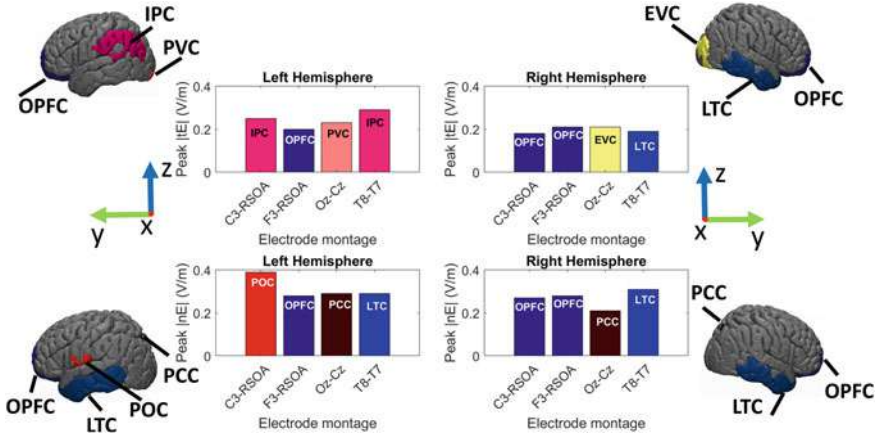 IPC
PVC
OPFC
EVC
LTC
OPFC
Left Hemisphere
Peak |tE| (V/m)
0.4
0.2
0
IPC
OPFC
PVC
IPC
C3-RSOA
F3-RSOA
Oz-Cz
T8-T7
Electrode montage
Right Hemisphere
Peak |tE| (V/m)
0.4
0.2
0
OPFC
OPFC
EVC
LTC
C3-RSOA
F3-RSOA
Oz-Cz
T8-T7
Electrode montage
z
y
x
z
x
y
Left Hemisphere
Peak |nE| (V/m)
0.4
0.2
0
POC
OPFC
PCC
LTC
C3-RSOA
F3-RSOA
Oz-Cz
T8-T7
Electrode montage
Right Hemisphere
Peak |nE| (V/m)
0.4
0.2
0
OPFC
OPFC
PCC
LTC
C3-RSOA
F3-RSOA
Oz-Cz
T8-T7
Electrode montage
OPFC
LTC
POC
PCC
PCC
LTC
OPFC